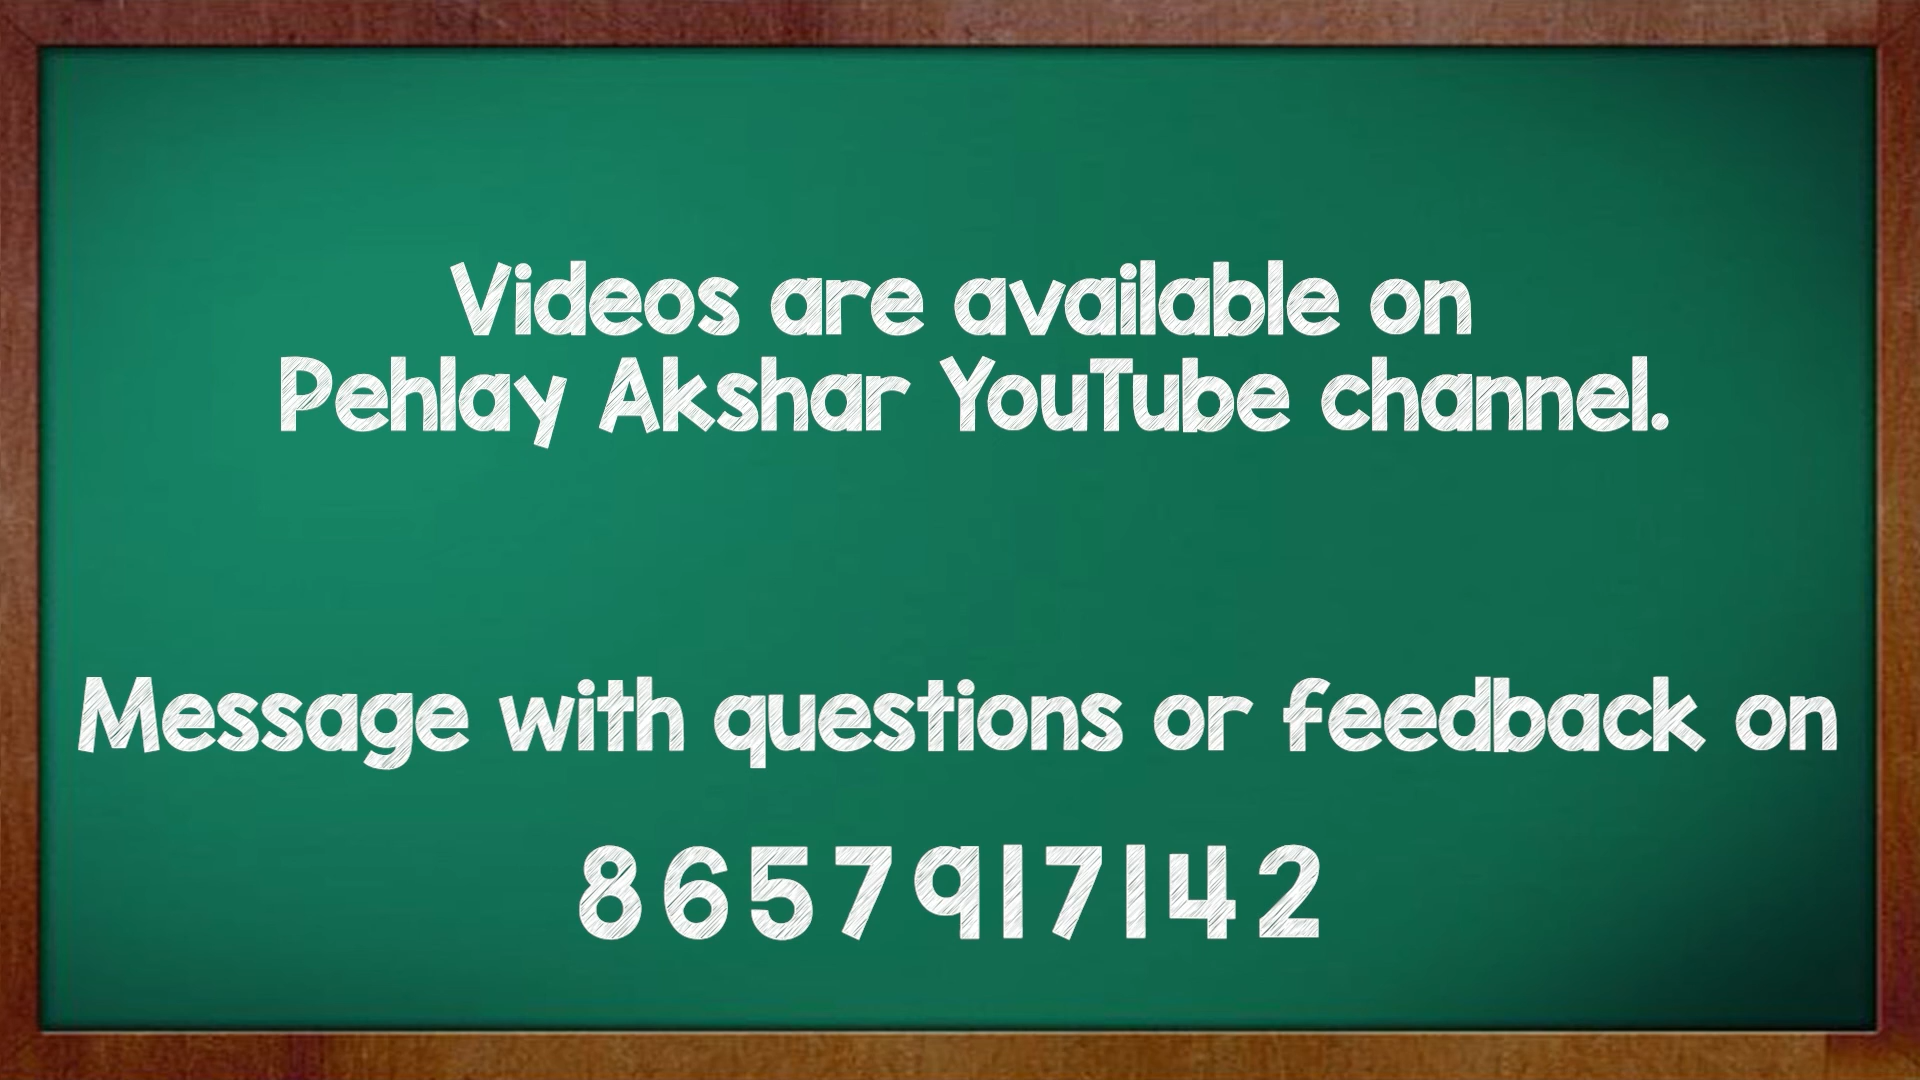 Videos are available on
Pehlay Akshar YouTube channel.
Message with questions or feedback on
8657917142